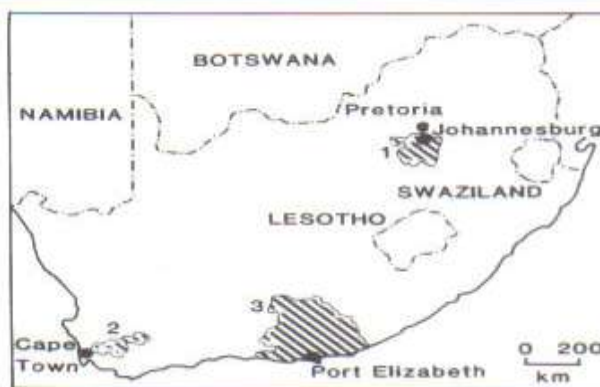 BOTSWANA
NAMIBIA
Pretoria
Johannesburg
1
SWAZILAND
LESOTHO
3
2
Cape
Town
Port Elizabeth
0 200
km